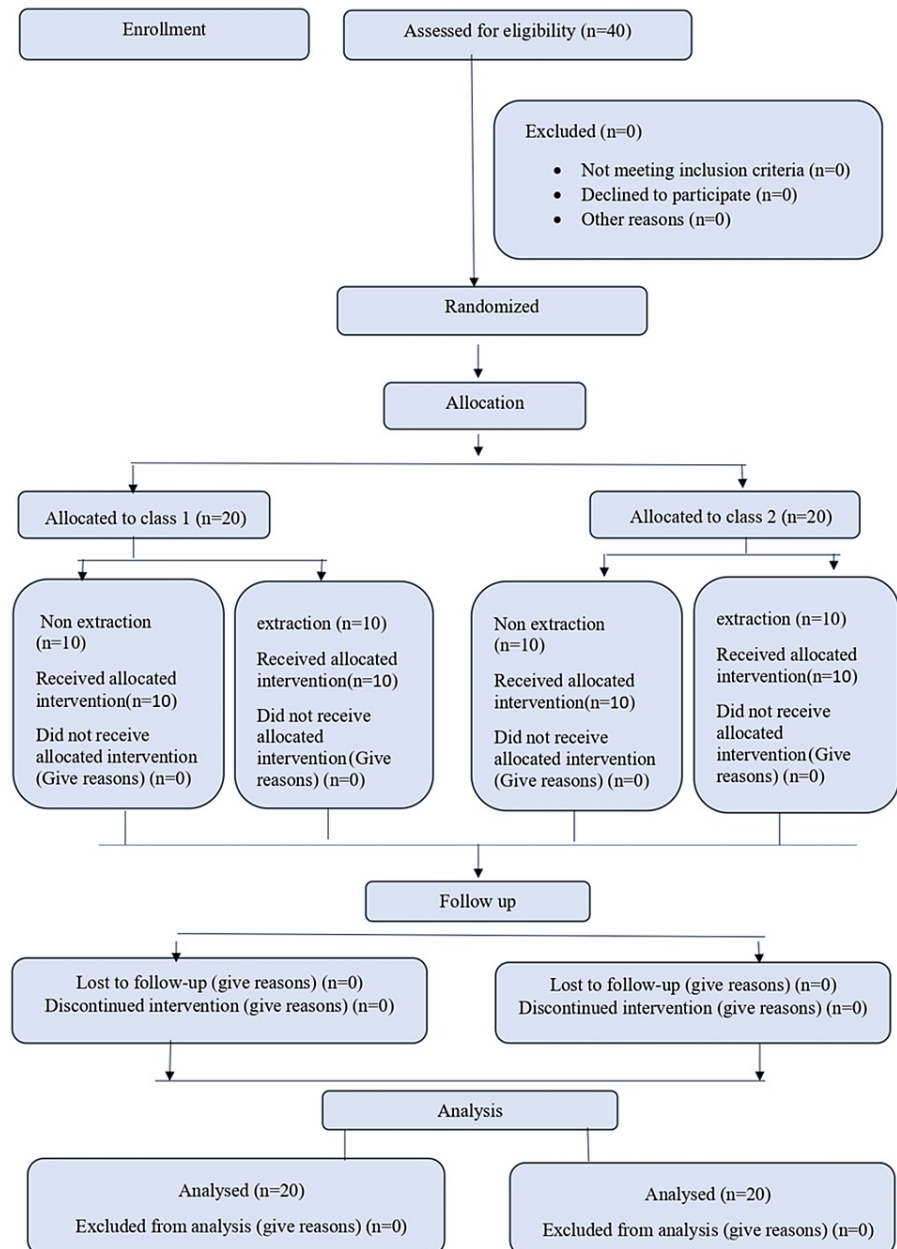 Enrollment
Assessed for eligibility (n=40)
Excluded (n=0)
• Not meeting inclusion criteria (n=0)
• Declined to participate (n=0)
• Other reasons (n=0)
Randomized
Allocation
Allocated to class 1 (n=20)
Allocated to class 2 (n=20)
Non extraction
(n=10)
Received allocated
intervention(n=10)
Did not receive
allocated intervention
(Give reasons) (n=0)
extraction (n=10)
Received allocated
intervention(n=10)
Did not receive
allocated
intervention (Give
reasons) (n=0)
Non extraction
(n=10)
Received allocated
intervention(n=10)
Did not receive
allocated intervention
(Give reasons) (n=0)
extraction (n=10)
Received allocated
intervention(n=10)
Did not receive
allocated
intervention (Give
reasons) (n=0)
Follow up
Lost to follow-up (give reasons) (n=0)
Discontinued intervention (give reasons) (n=0)
Lost to follow-up (give reasons) (n=0)
Discontinued intervention (give reasons) (n=0)
Analysis
Analysed (n=20)
Excluded from analysis (give reasons) (n=0)
Analysed (n=20)
Excluded from analysis (give reasons) (n=0)